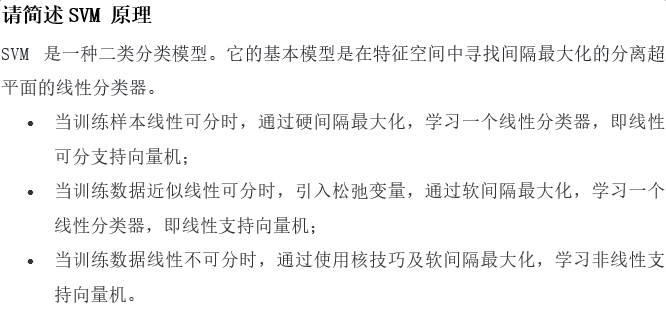 请简述SVM 原理
SVM 是一种二类分类模型。它的基本模型是在特征空间中寻找间隔最大化的分离超
平面的线性分类器。
• 当训练样本线性可分时，通过硬间隔最大化，学习一个线性分类器，即线性
可分支持向量机；
• 当训练数据近似线性可分时，引入松弛变量，通过软间隔最大化，学习一个
线性分类器，即线性支持向量机；
• 当训练数据线性不可分时，通过使用核技巧及软间隔最大化，学习非线性支
持向量机。